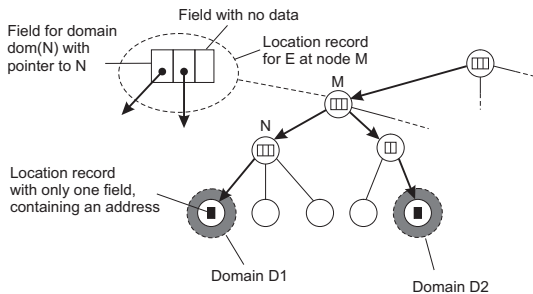 Field with no data
Field for domain
dom(N) with
pointer to N
Location record
for E at node M
M
N
Location record
with only one field,
containing an address
Domain D1
Domain D2